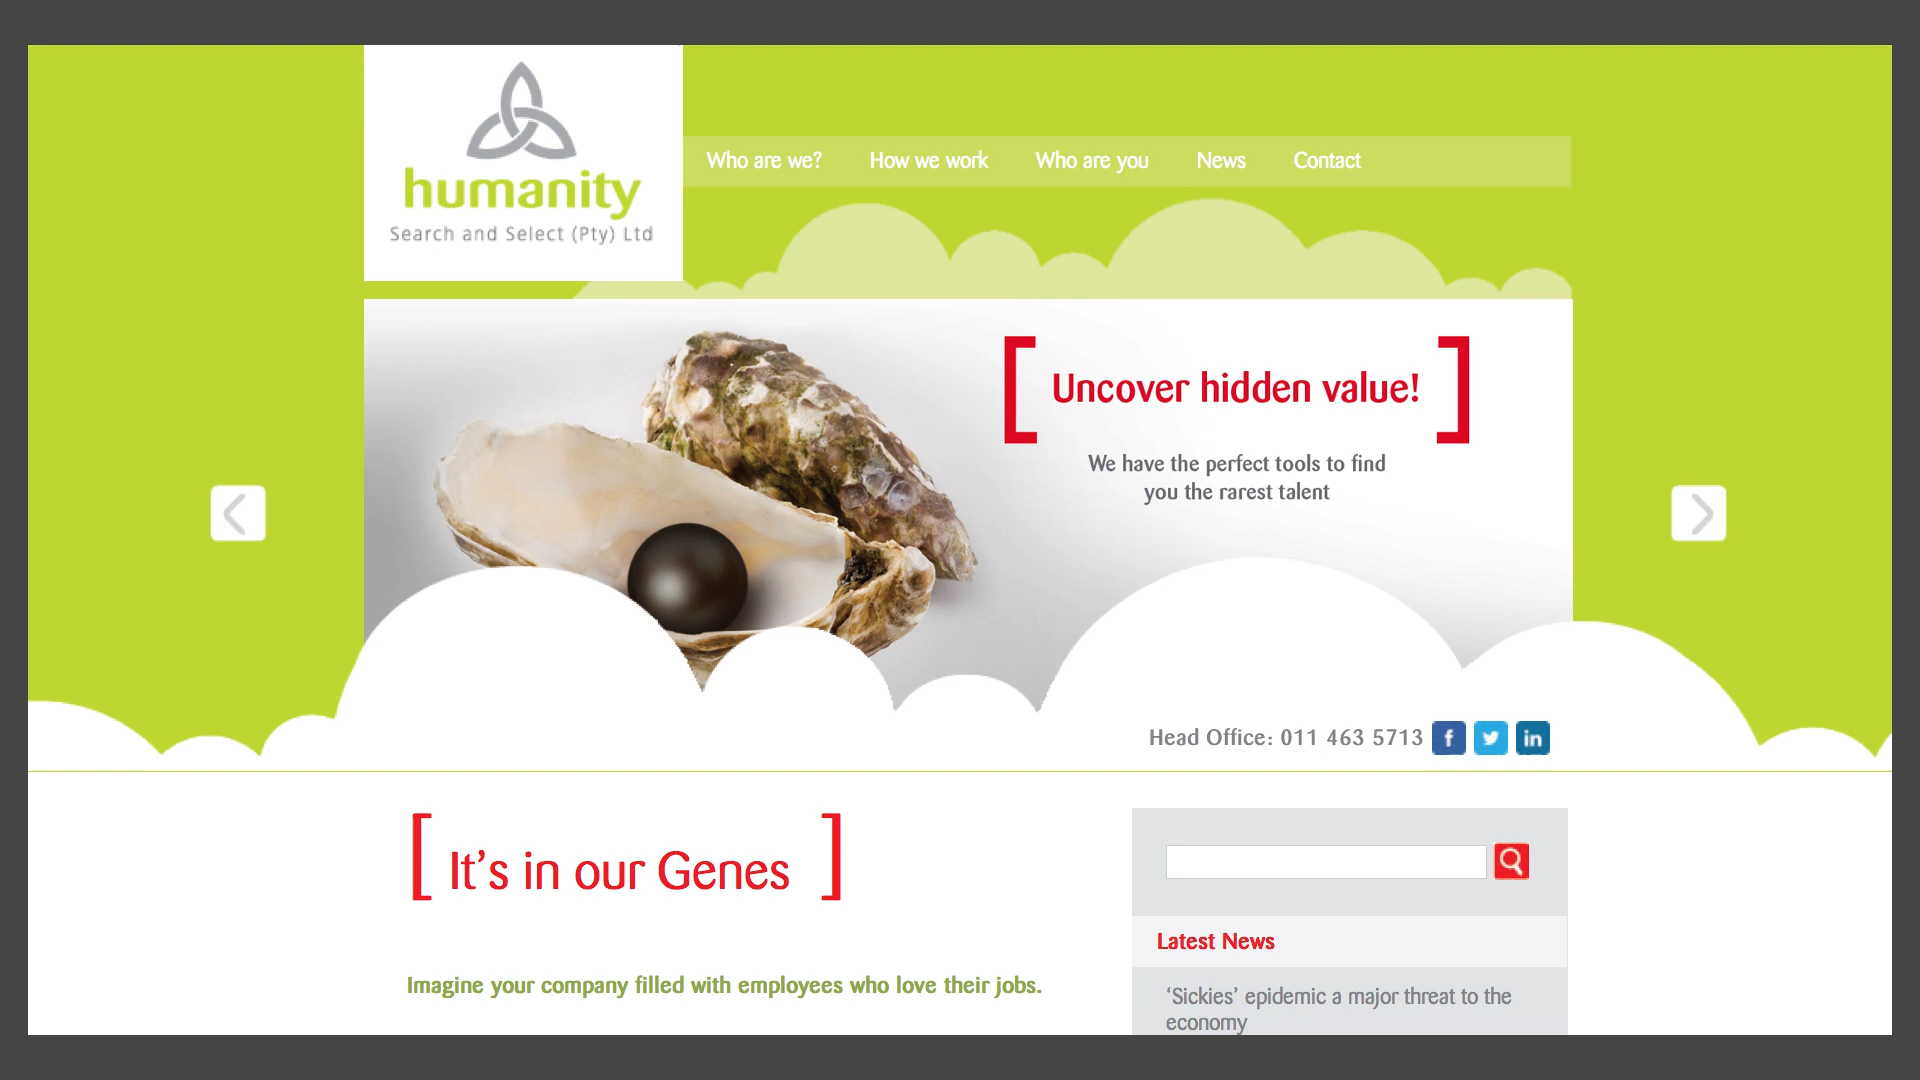 humanity
Search and Select (Pty) Ltd
Who are we?
How we work
Who are you
News
Contact
Uncover hidden value!
We have the perfect tools to find
you the rarest talent
Head Office: 011 463 5713
f
in
It’s in our Genes
Imagine your company filled with employees who love their jobs.
Latest News
‘Sickies’ epidemic a major threat to the
economy